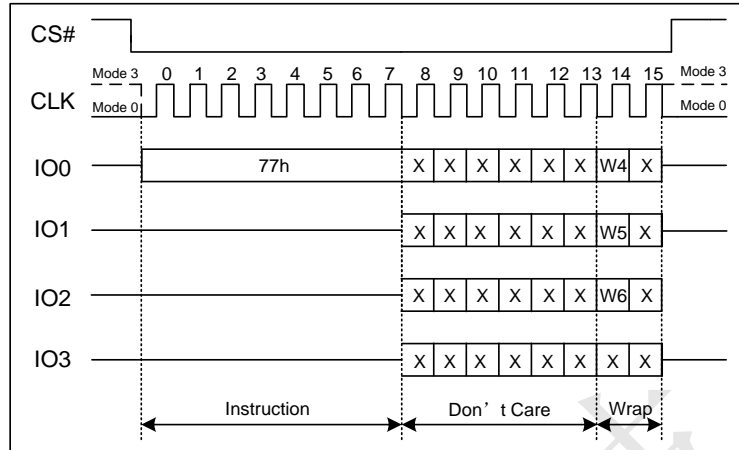 CS#
Mode 3 0 1 2 3 4 5 6 7 8 9 10 11 12 13 14 15 Mode 3
CLK
Mode 0 Mode 0
IO0 77h X X X X X X W4 X
IO1 X X X X X X W5 X
IO2 X X X X X X W6 X
IO3 X X X X X X X X
Instruction Don’t Care Wrap